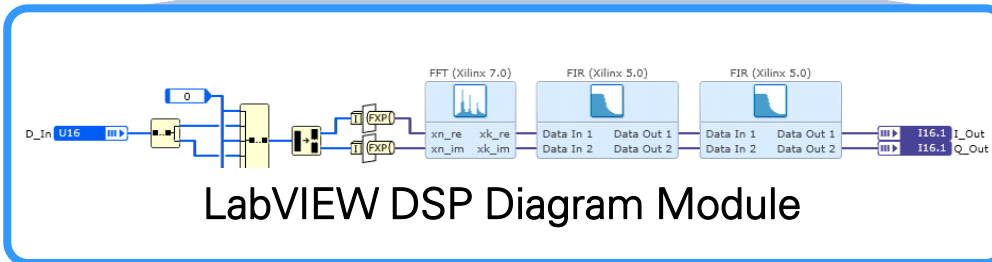 FFT (Xilinx 7.0) FIR (Xilinx 5.0) FIR (Xilinx 5.0)
0
D_In U16 I FXP( xn_re xk_re Data In 1 Data Out 1 Data In 1 Data Out 1 I16.1 I_Out
I FXP( xn_im xk_im Data In 2 Data Out 2 Data In 2 Data Out 2 I16.1 Q_Out
LabVIEW DSP Diagram Module